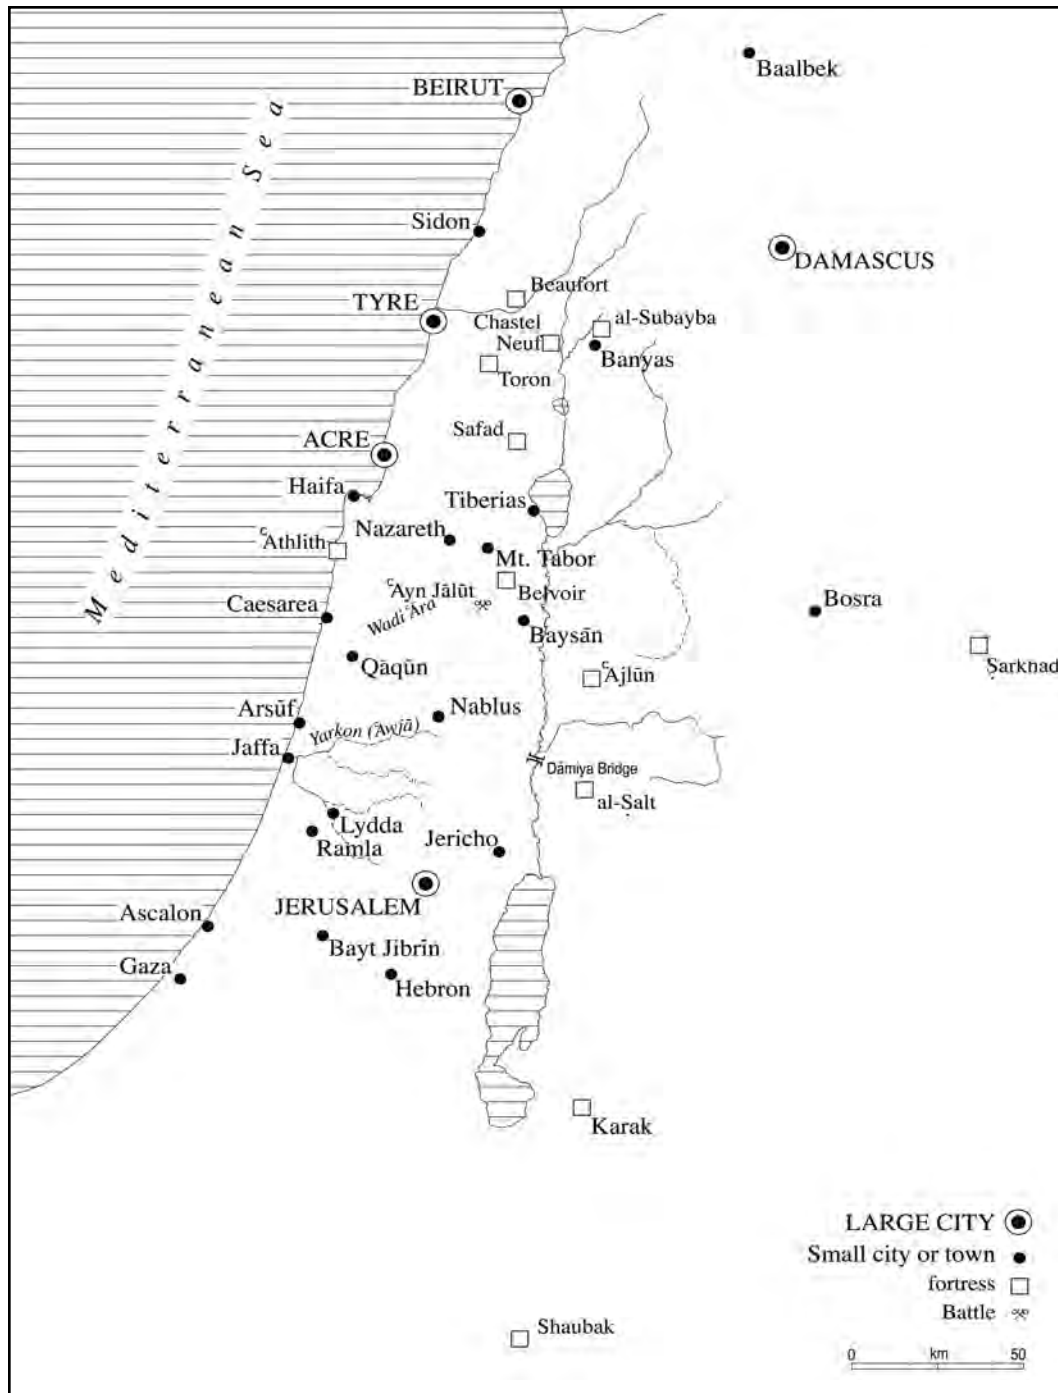 Baalbek
BEIRUT
Mediterranean Sea
Sidon
DAMASCUS
Beaufort
TYRE
al-Subayba
Chastel
Neuf
Banyas
Toron
Safad
ACRE
Haifa
Tiberias
Nazareth
ʿAthlith
Mt. Tabor
ʿAyn Jālūt
Belvoir
Bosra
Caesarea
Wadi ʿĀra
Baysān
Qāqūn
ʿAjlūn
Ṣarkhad
Arsūf
Nablus
Yarkon (ʿAwjā)
Jaffa
Dāmiya Bridge
al-Ṣalt
Lydda
Ramla
Jericho
JERUSALEM
Ascalon
Bayt Jibrīn
Gaza
Hebron
Karak
LARGE CITY
Small city or town
fortress
Battle
Shaubak
0 km 50